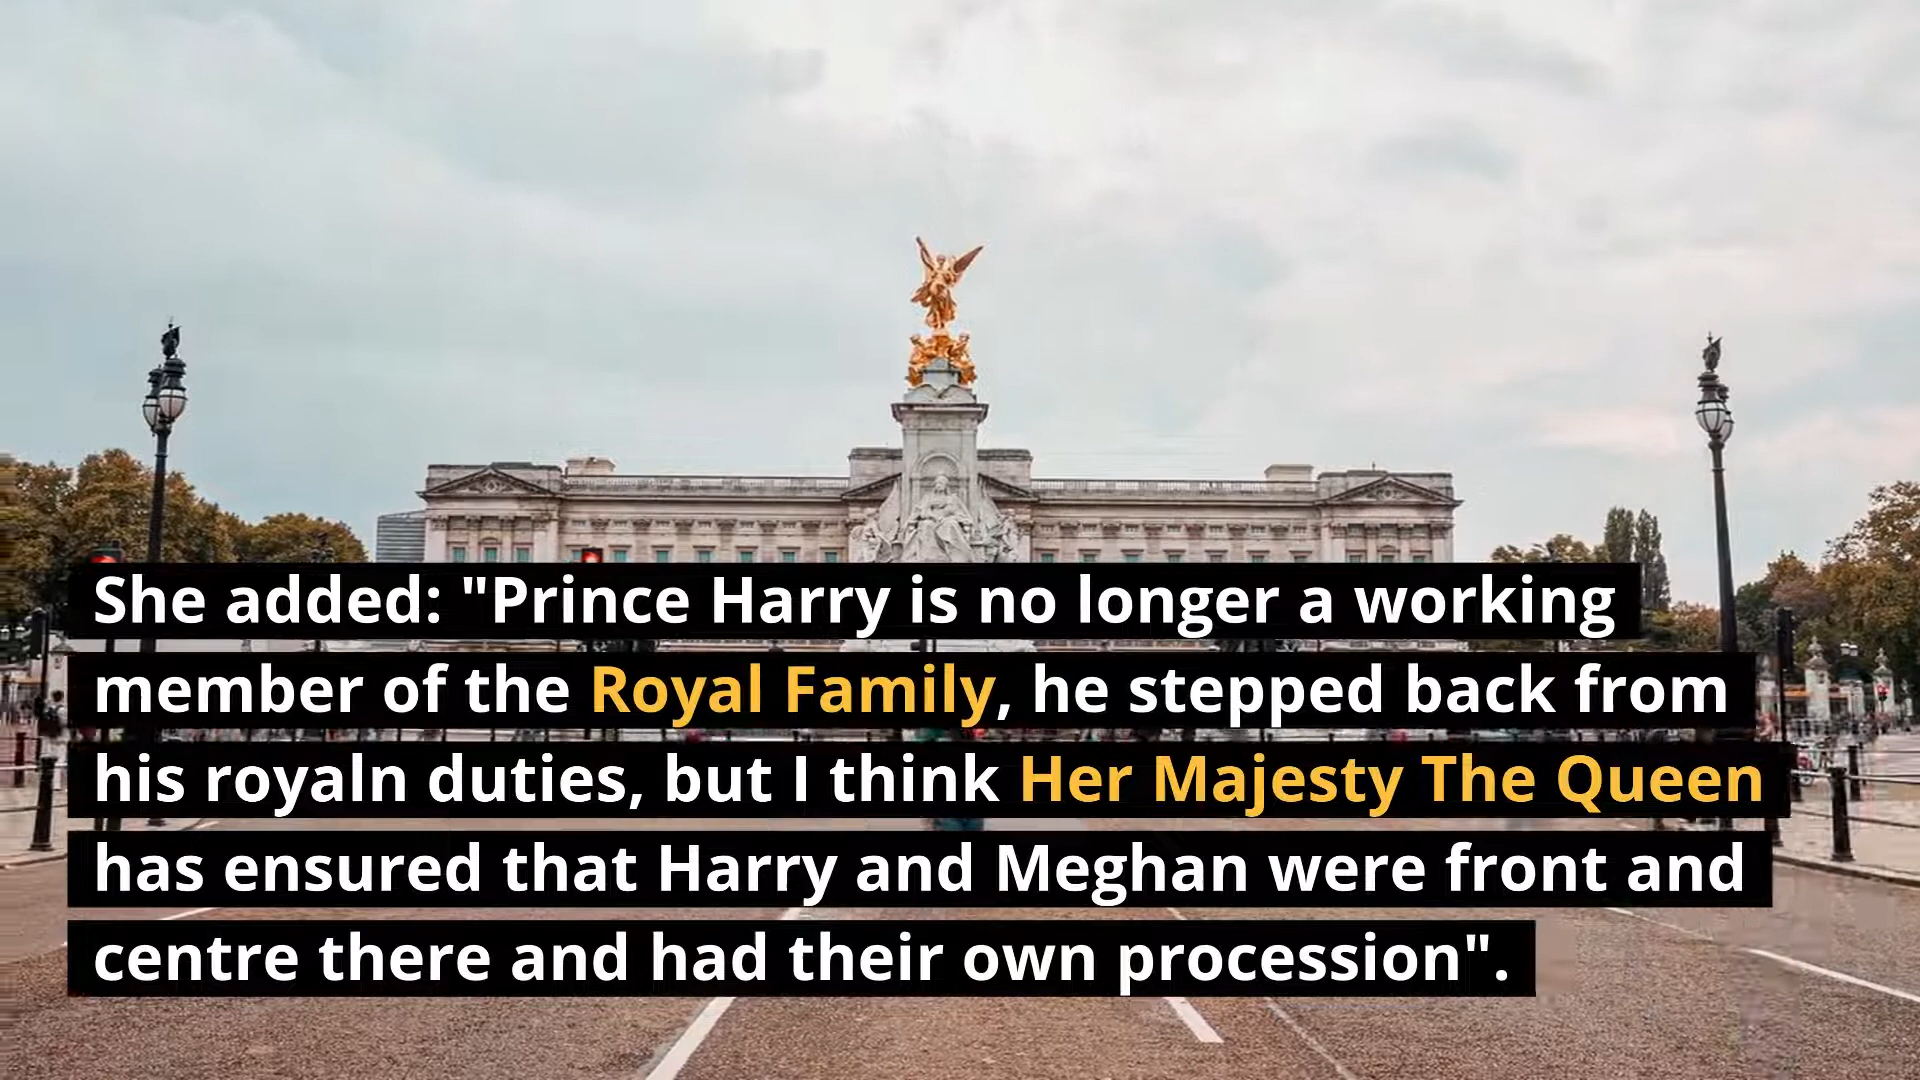 She added: "Prince Harry is no longer a working
member of the Royal Family, he stepped back from
his royaln duties, but I think Her Majesty The Queen
has ensured that Harry and Meghan were front and
centre there and had their own procession".